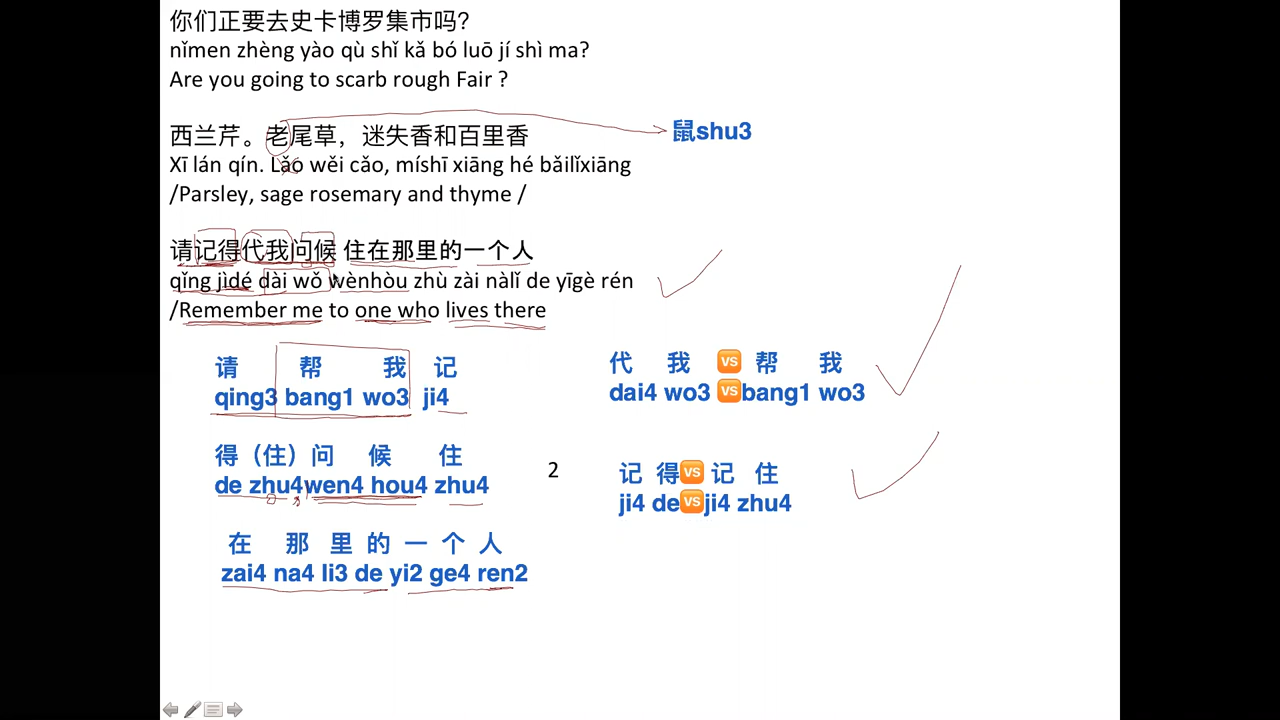 你们正要去史卡博罗集市吗?
nǐmen zhèng yào qù shǐ kǎ bó luō jí shì ma?
Are you going to scarb rough Fair ?
西兰芹。老尾草，迷失香和百里香
鼠shu3
Xī lán qín. Lǎo wěi cǎo, míshī xiāng hé bǎilǐxiāng
/Parsley, sage rosemary and thyme /
请记得代我问候 住在那里的一个人
qǐng jìdé dài wǒ wènhòu zhù zài nàlǐ de yīgè rén
/Remember me to one who lives there
请 帮 我 记
qing3 bang1 wo3 ji4
代 我 🆚 帮 我
dai4 wo3 🆚bang1 wo3
得（住）问 候 住
de zhu4wen4 hou4 zhu4
2
记 得🆚 记 住
ji4 de🆚ji4 zhu4
在 那 里 的 一 个 人
zai4 na4 li3 de yi2 ge4 ren2